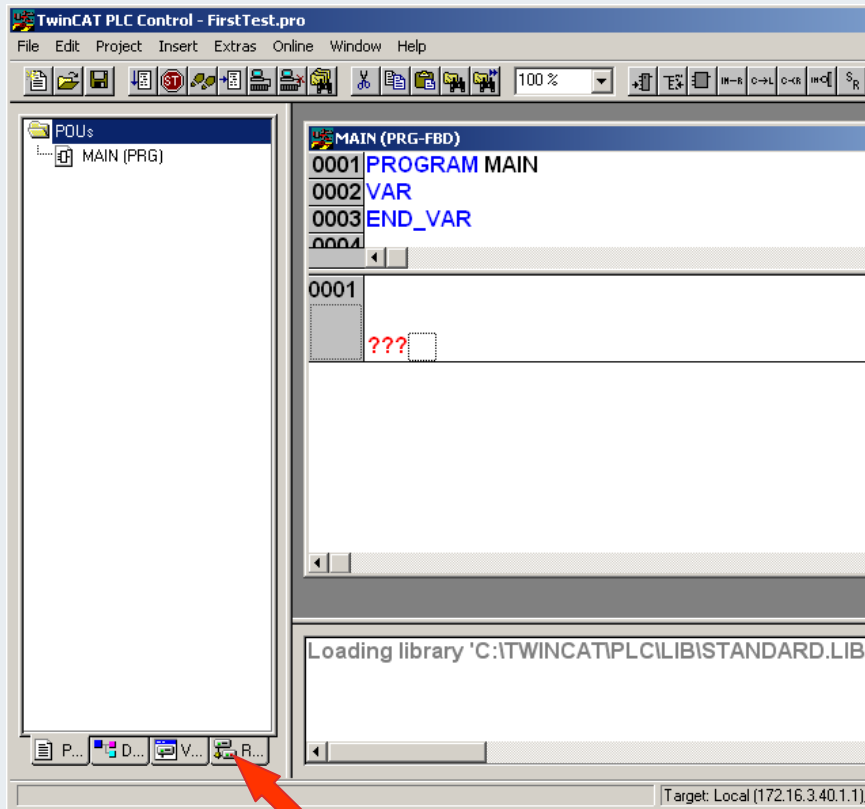 TwinCAT PLC Control - FirstTest.pro
File Edit Project Insert Extras Online Window Help
100 %
POUs
MAIN (PRG)
MAIN (PRG-FBD)
0001 PROGRAM MAIN
0002 VAR
0003 END_VAR
0004
0001
???
Loading library 'C:\TWINCAT\PLC\LIB\STANDARD.LIB
P... D... V... R...
Target: Local (172.16.3.40.1.1),